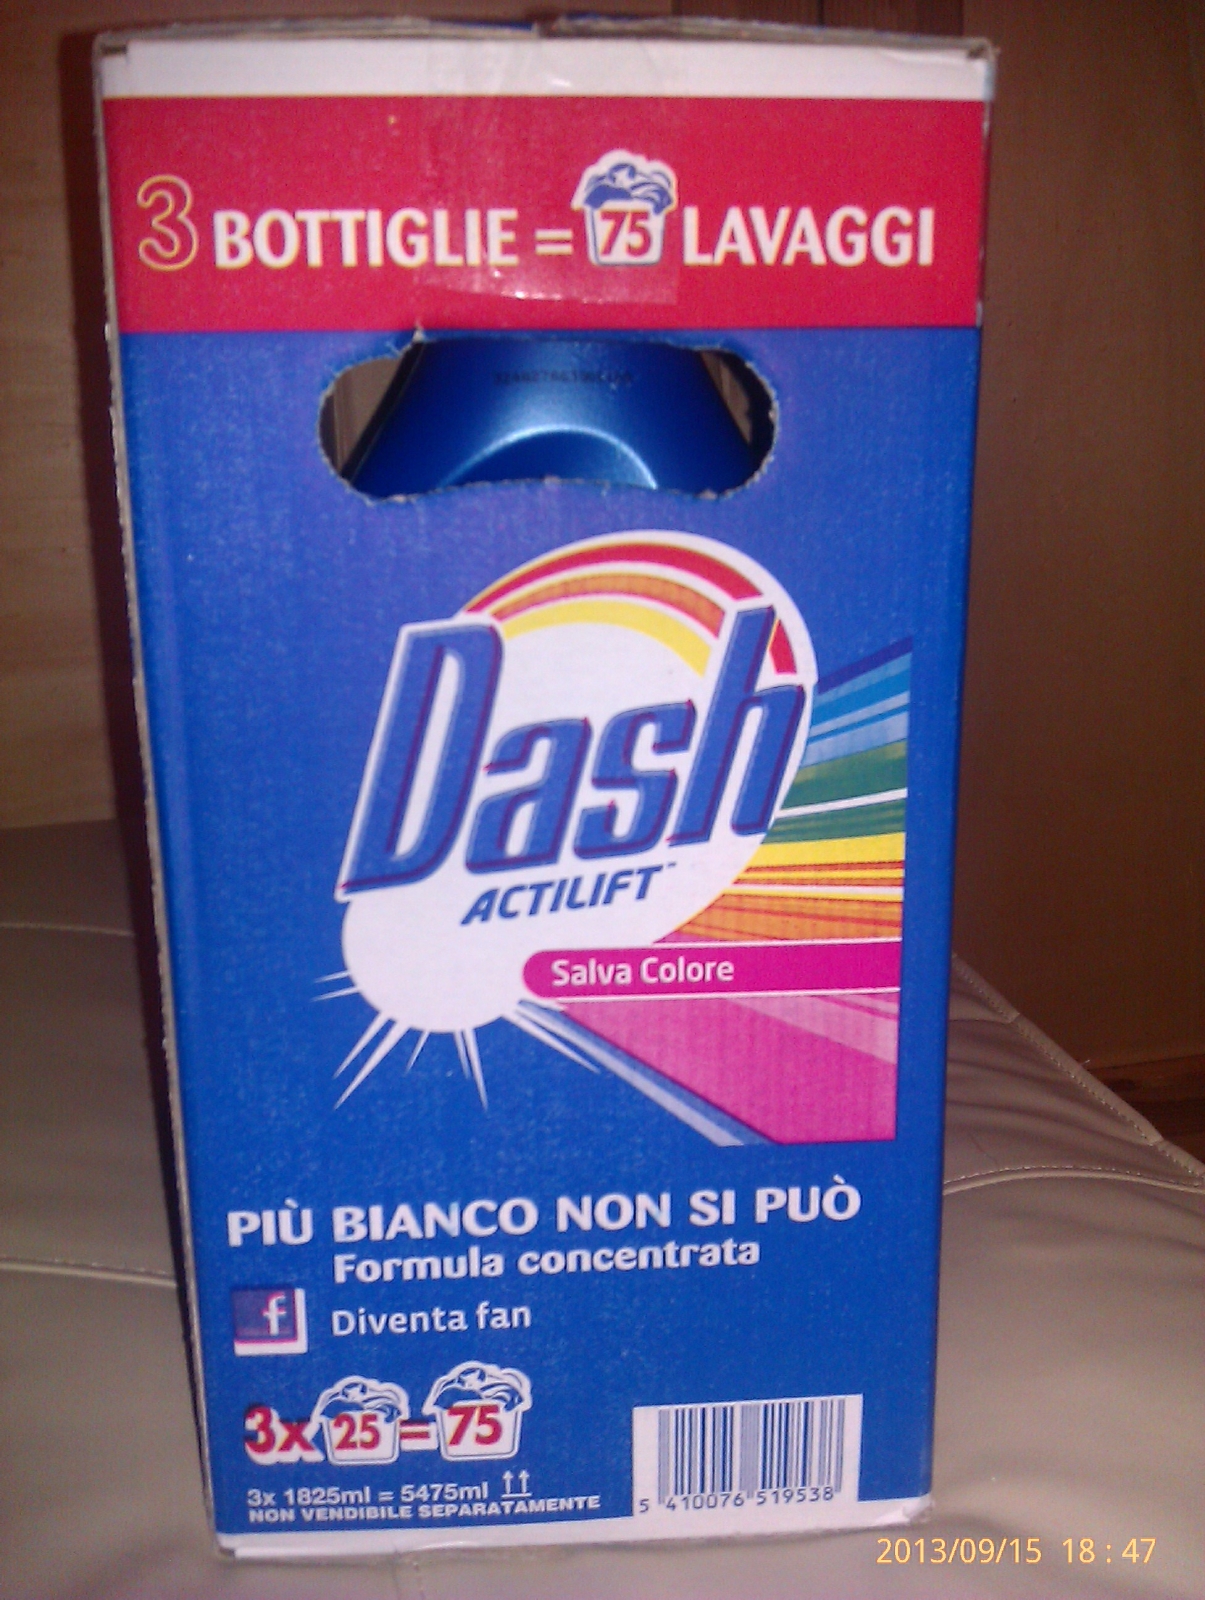 3 BOTTIGLIE = 75 LAVAGGI
Dash
ACTILIFT™
Salva Colore
PIÙ BIANCO NON SI PUÒ
Formula concentrata
f Diventa fan
3x 25 = 75
3x 1825ml = 5475ml
NON VENDIBILE SEPARATAMENTE
5 410076 519538
2013/09/15 18:47